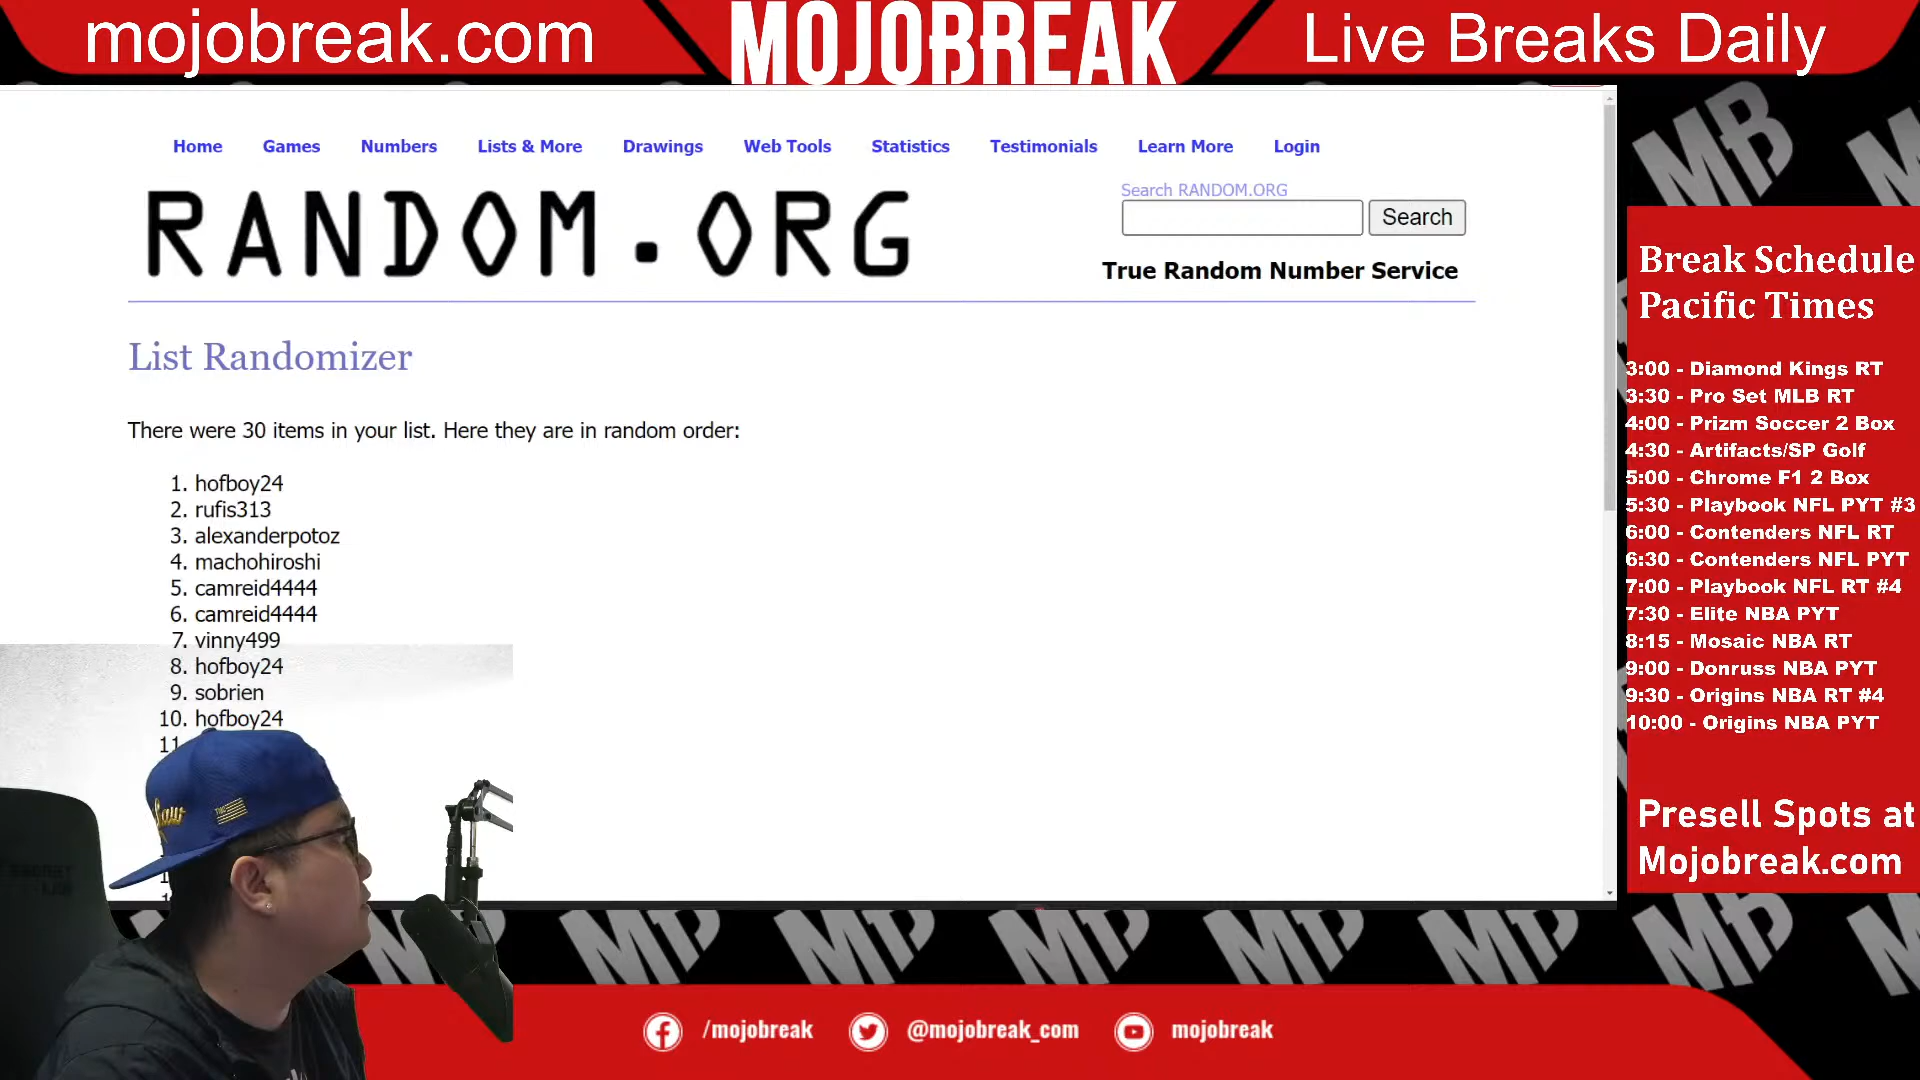 mojobreak.com
MOJOBREAK
Live Breaks Daily
Home Games Numbers Lists & More Drawings Web Tools Statistics Testimonials Learn More Login
RANDOM.ORG
Search RANDOM.ORG
Search
True Random Number Service
List Randomizer
There were 30 items in your list. Here they are in random order:
1. hofboy24
2. rufis313
3. alexanderpotoz
4. machohiroshi
5. camreid4444
6. camreid4444
7. vinny499
8. hofboy24
9. sobrien
10. hofboy24
11.
Break Schedule
Pacific Times
3:00 - Diamond Kings RT
3:30 - Pro Set MLB RT
4:00 - Prizm Soccer 2 Box
4:30 - Artifacts/SP Golf
5:00 - Chrome F1 2 Box
5:30 - Playbook NFL PYT #3
6:00 - Contenders NFL RT
6:30 - Contenders NFL PYT
7:00 - Playbook NFL RT #4
7:30 - Elite NBA PYT
8:15 - Mosaic NBA RT
9:00 - Donruss NBA PYT
9:30 - Origins NBA RT #4
10:00 - Origins NBA PYT
Presell Spots at
Mojobreak.com
/mojobreak @mojobreak_com mojobreak